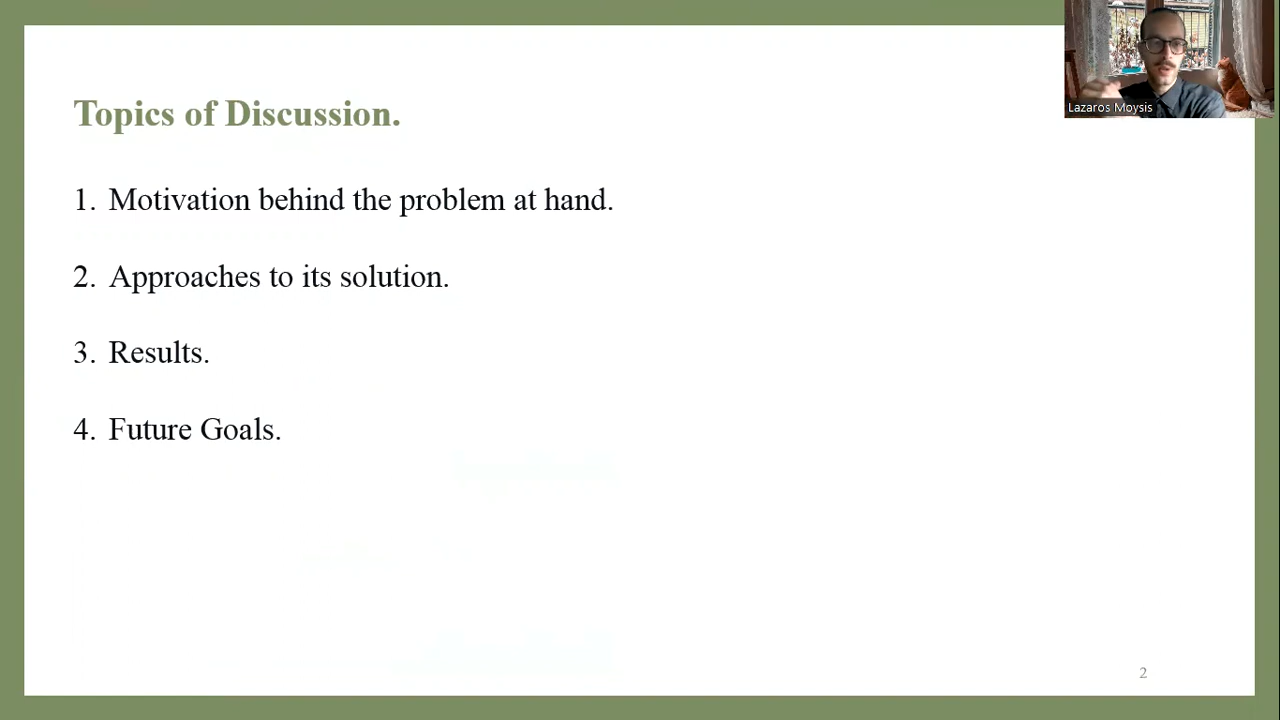 Lazaros Moysis
Topics of Discussion.
1. Motivation behind the problem at hand.
2. Approaches to its solution.
3. Results.
4. Future Goals.
2